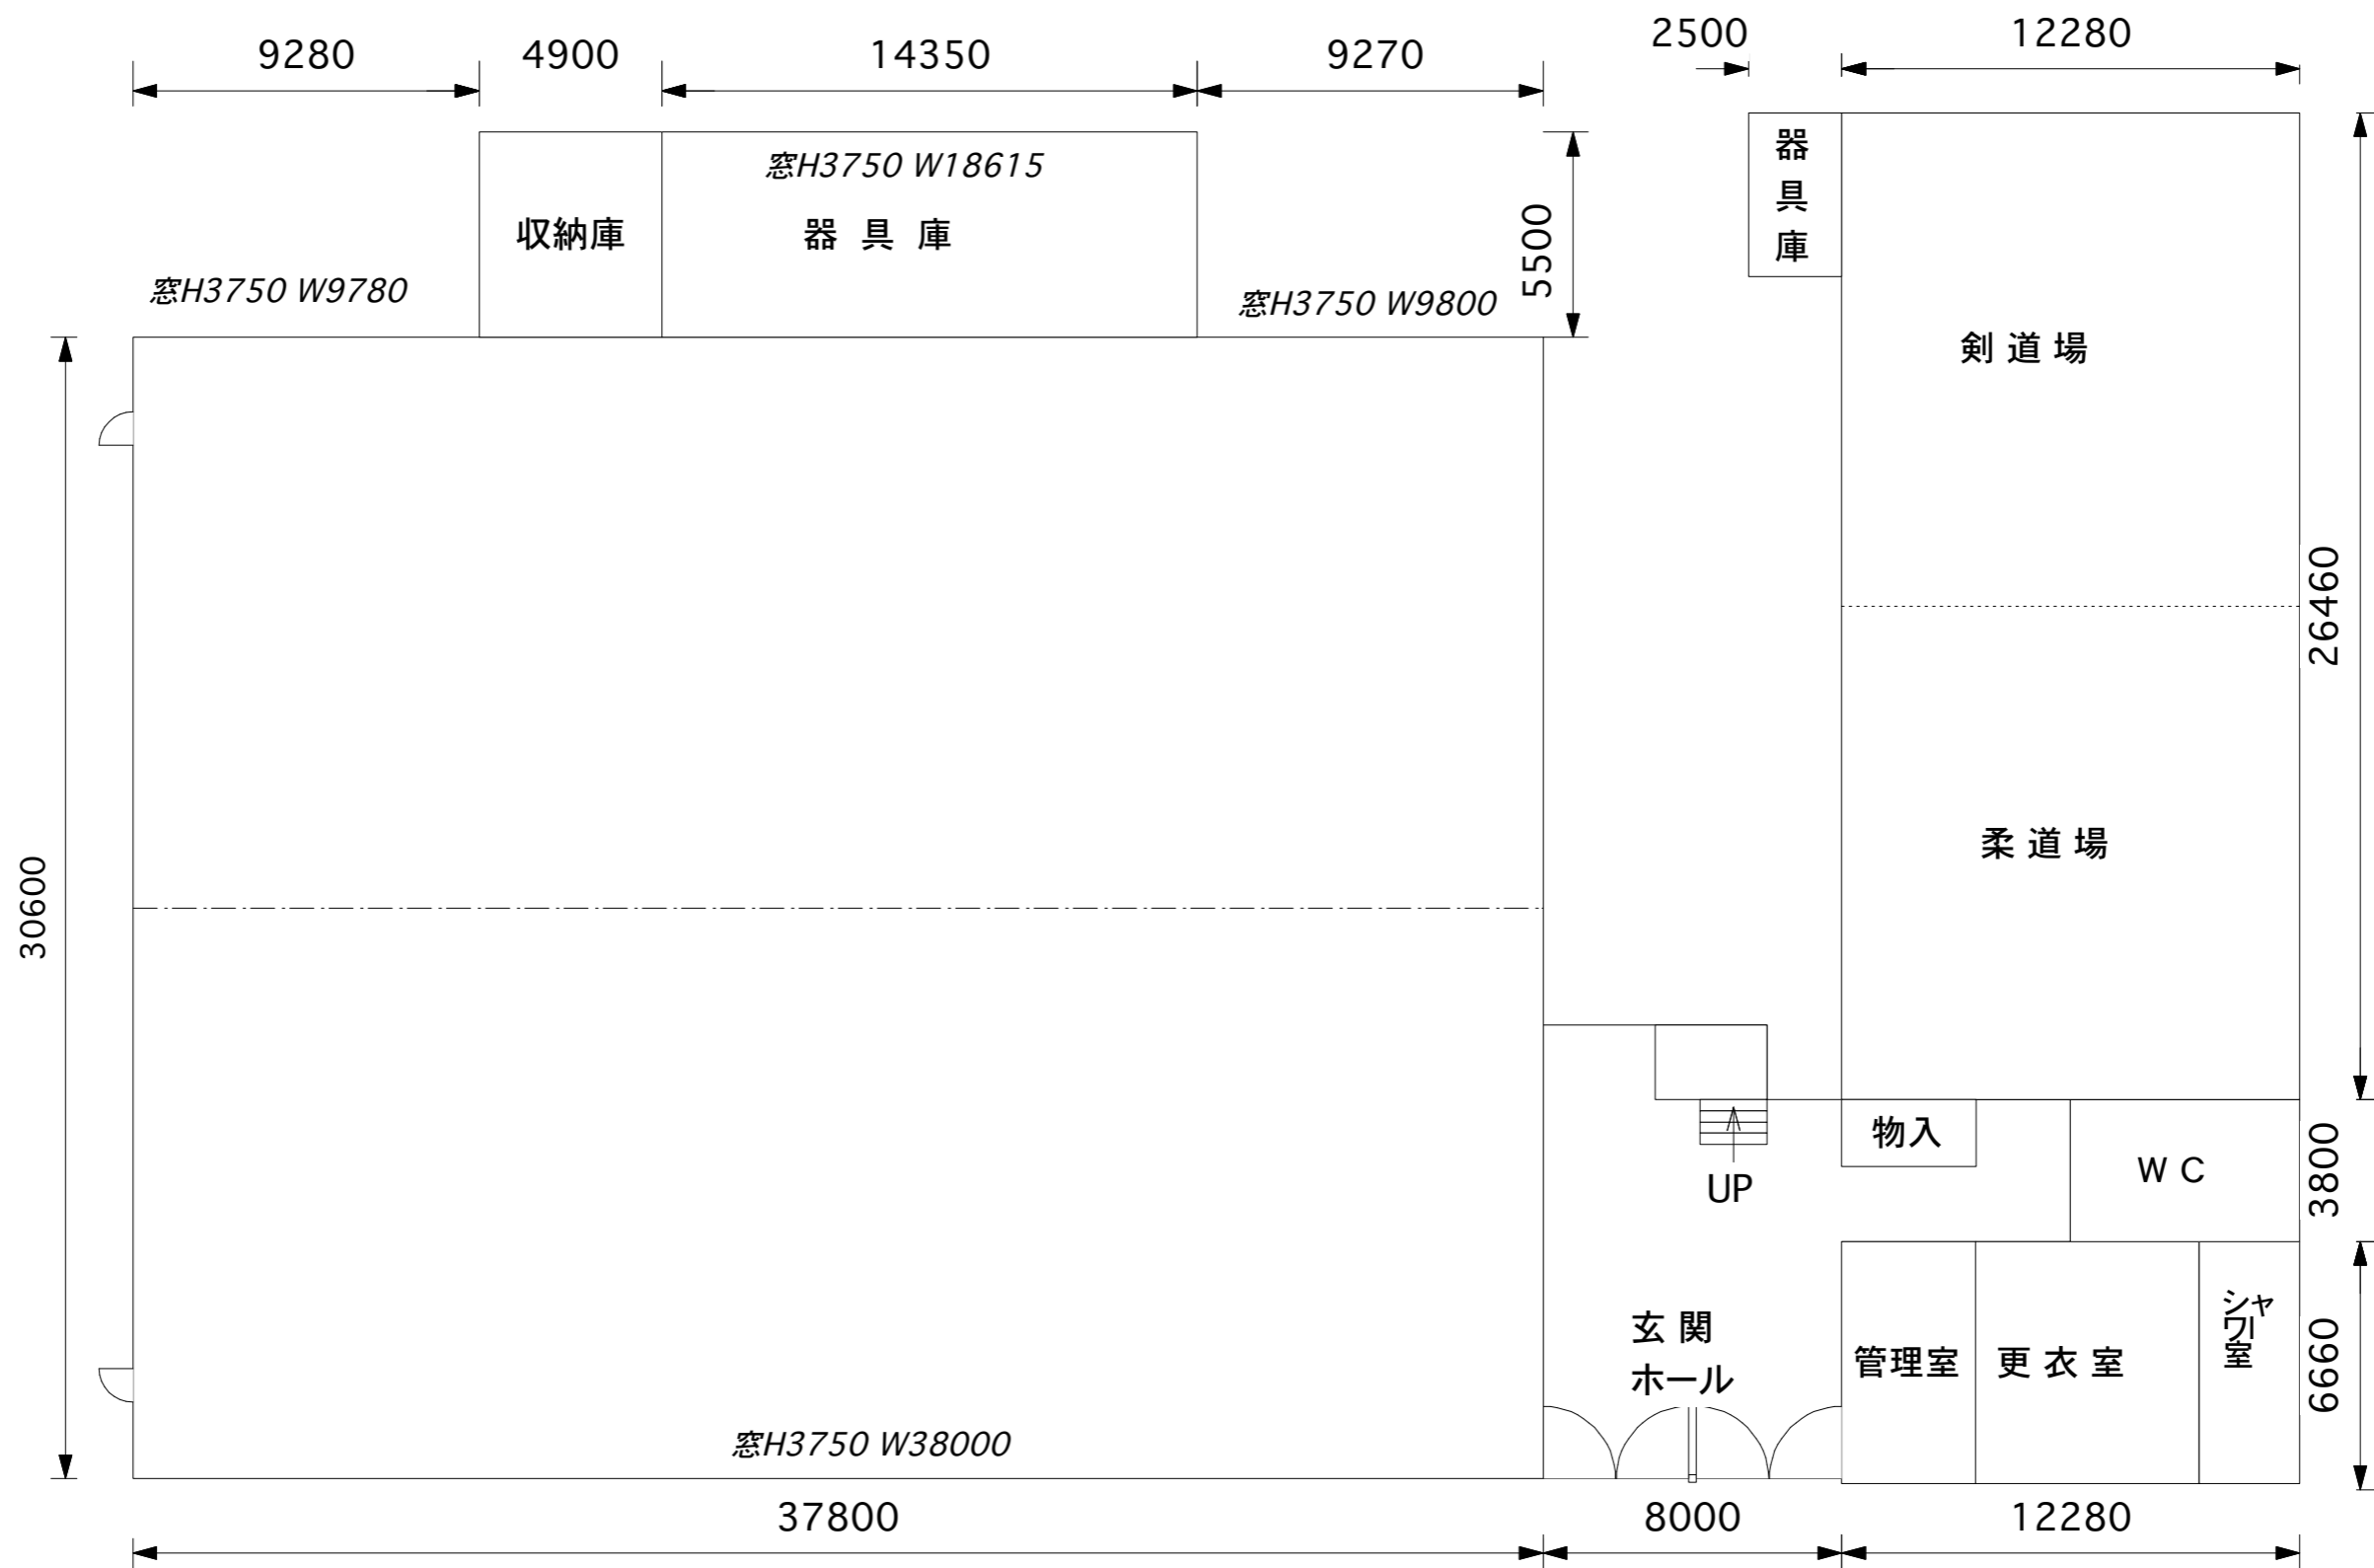 9280
4900
14350
9270
2500
12280
窓H3750 W18615
収納庫
器 具 庫
5500
器具庫
窓H3750 W9780
窓H3750 W9800
剣 道 場
26460
柔 道 場
30600
物入
W C
3800
UP
玄 関
ホール
管理室
更 衣 室
シャワー室
6660
窓H3750 W38000
37800
8000
12280